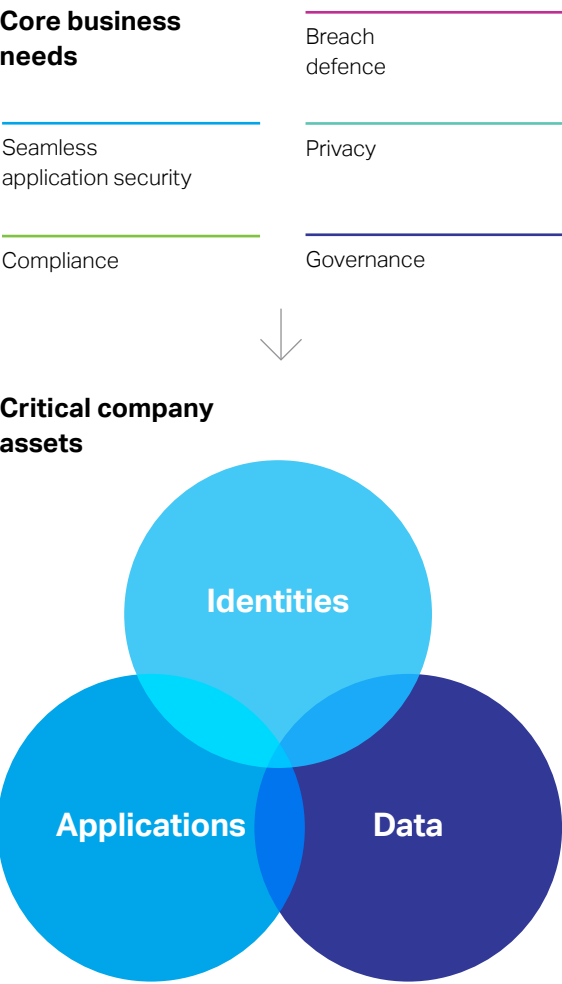 Core business
needs
Breach
defence
Seamless
application security
Privacy
Compliance
Governance
Critical company
assets
Identities
Applications
Data